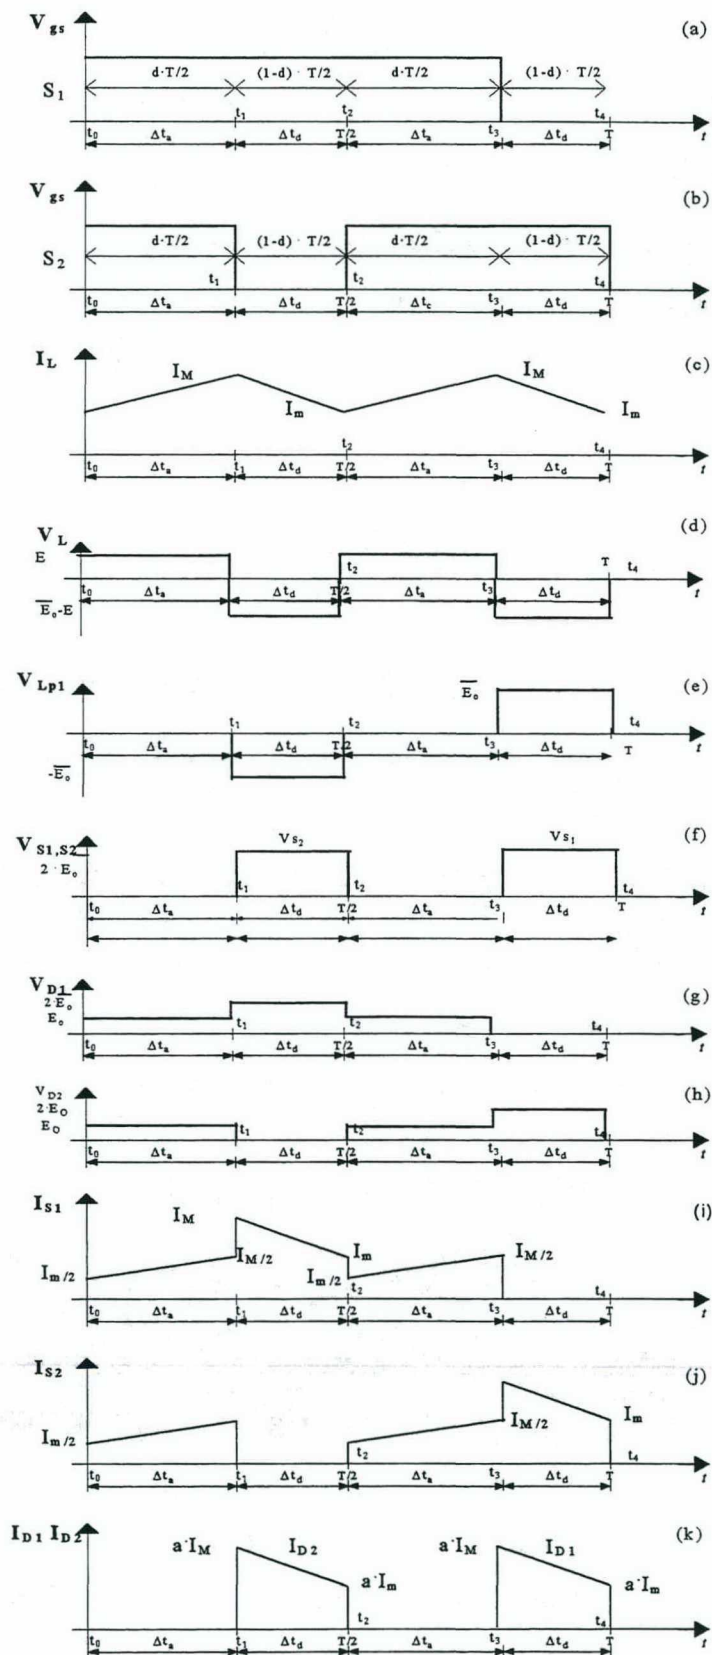 V gs
(a)
d·T/2 (1-d) · T/2 d·T/2 (1-d) · T/2
S1
t0 t1 t2 t3 t4
Δta Δtd T/2 Δta Δtd T t
V gs
(b)
d·T/2 (1-d) · T/2 d·T/2 (1-d) · T/2
S2
t1 t2 t4
t0 Δta Δtd T/2 Δtc t3 Δtd T t
IL
(c)
IM IM
Im Im
t2 t4
t0 Δta t1 Δtd T/2 Δta t3 Δtd T t
VL
(d)
E t2 T t4
t0 Δta Δtd T/2 Δta t3 Δtd t
E̅o-E
V Lp1
E̅o (e)
t1 t2 t4
t0 Δta Δtd T/2 Δta t3 Δtd T t
-E̅o
V S1,S2
Vs2 Vs1 (f)
2 · Eo
t1 t2 t3 t4
t0 Δta Δtd T/2 Δta Δtd T t
V D1
2·E̅o (g)
Eo t1 t2 t4
t0 Δta Δtd T/2 Δta t3 Δtd T t
VD2
2·EO (h)
EO t1 t2 t4
t0 Δta Δtd T/2 Δta t3 Δtd T t
IS1
(i)
IM
IM/2 Im IM/2
Im/2 Im/2 t2 t4
t0 Δta t1 Δtd T/2 Δta t3 Δtd T t
IS2
(j)
IM/2 Im
Im/2 t2 t4
t0 Δta t1 Δtd T/2 Δta t3 Δtd T t
ID1 ID2
(k)
a·IM ID2 a·IM ID1
a·Im a·Im
t2 t4
t0 Δta t1 Δtd T/2 Δta t3 Δtd T t